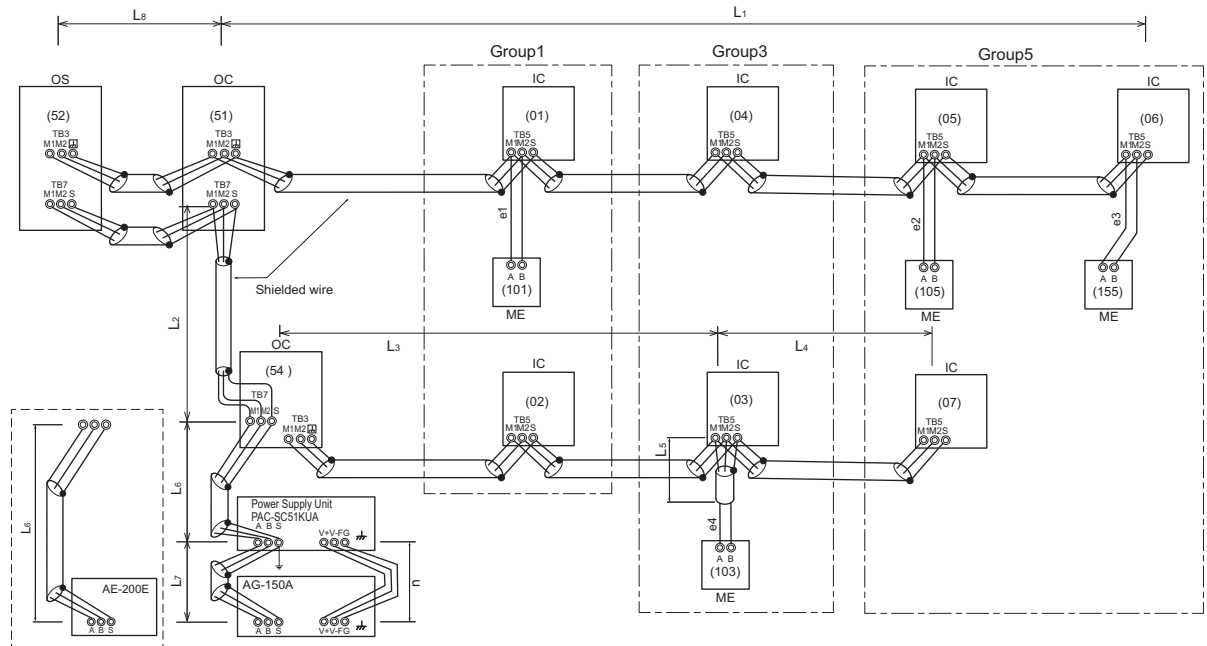 L8
L1
Group1
Group3
Group5
OS
OC
IC
IC
IC
IC
(52)
(51)
(01)
(04)
(05)
(06)
TB3
M1M2
TB3
M1M2
TB5
M1M2S
TB5
M1M2S
TB5
M1M2S
TB5
M1M2S
TB7
M1M2 S
TB7
M1M2 S
e1
e2
e3
Shielded wire
A B
(101)
ME
A B
(105)
ME
A B
(155)
ME
L2
L3
L4
OC
(54 )
IC
(02)
IC
(03)
IC
(07)
TB7
M1M2 S
TB3
M1M2
TB5
M1M2S
TB5
M1M2S
TB5
M1M2S
L5
e4
A B
(103)
ME
L6
L6
Power Supply Unit
PAC-SC51KUA
A B S
V+V-FG
L7
n
AG-150A
A B S
V+V-FG
AE-200E
A B S